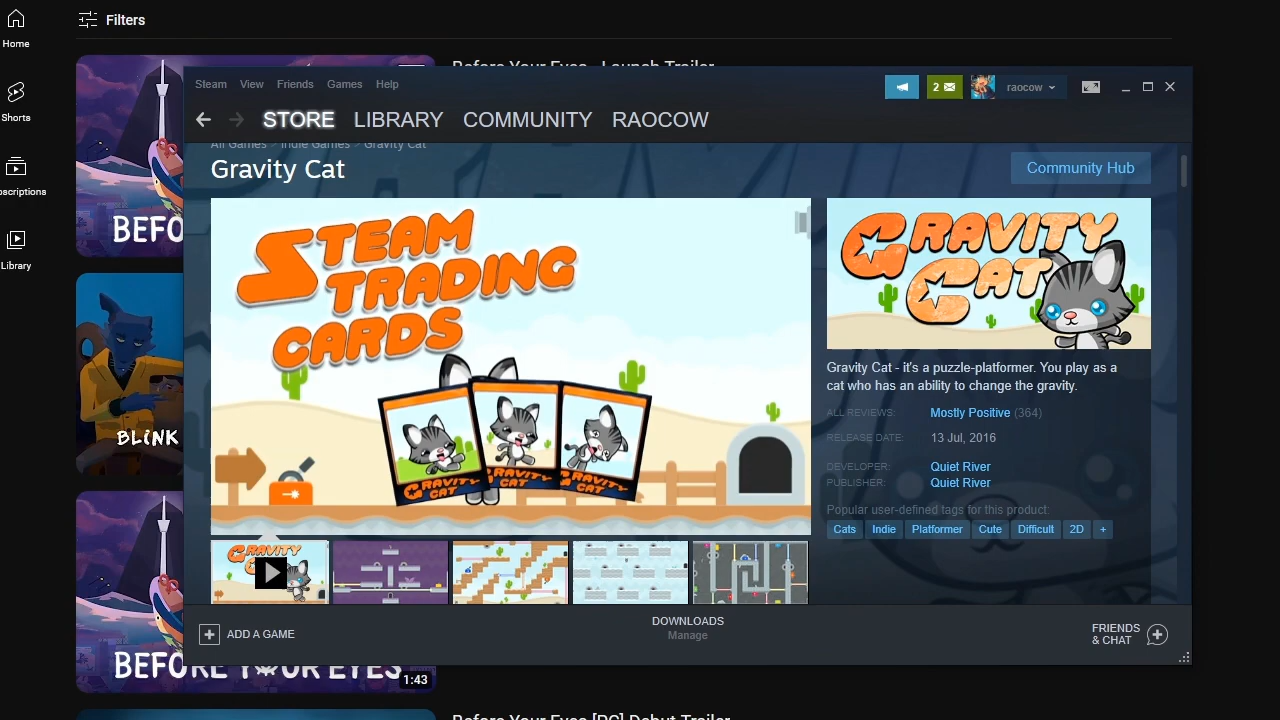 Filters
Home
Shorts
bscriptions
Library
Before Your Eyes - Launch Trailer
BEFO
BLiNK
BEFORE YOUR EYES
1:43
Before Your Eyes [PC] Debut Trailer
Steam View Friends Games Help
2
raocow
STORE LIBRARY COMMUNITY RAOCOW
All Games > Indie Games > Gravity Cat
Gravity Cat
Community Hub
STEAM
TRADING
CARDS
GRAVITY
CAT
GRAVITY
CAT
GRAVITY
CAT
GRAVITY
CAT
Gravity Cat - it's a puzzle-platformer. You play as a
cat who has an ability to change the gravity.
ALL REVIEWS: Mostly Positive (364)
RELEASE DATE: 13 Jul, 2016
DEVELOPER: Quiet River
PUBLISHER: Quiet River
Popular user-defined tags for this product:
Cats Indie Platformer Cute Difficult 2D +
GRAVITY
+ ADD A GAME
DOWNLOADS
Manage
FRIENDS
& CHAT